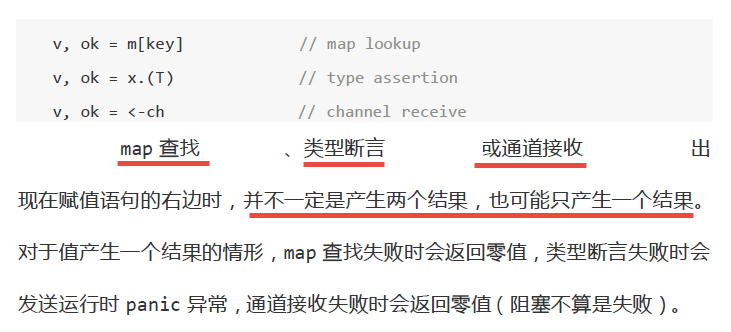 v, ok = m[key] // map lookup
v, ok = x.(T) // type assertion
v, ok = <-ch // channel receive
map 查找 、类型断言 或通道接收 出
现在赋值语句的右边时，并不一定是产生两个结果，也可能只产生一个结果。
对于值产生一个结果的情形，map 查找失败时会返回零值，类型断言失败时会
发送运行时 panic 异常，通道接收失败时会返回零值（阻塞不算是失败）。